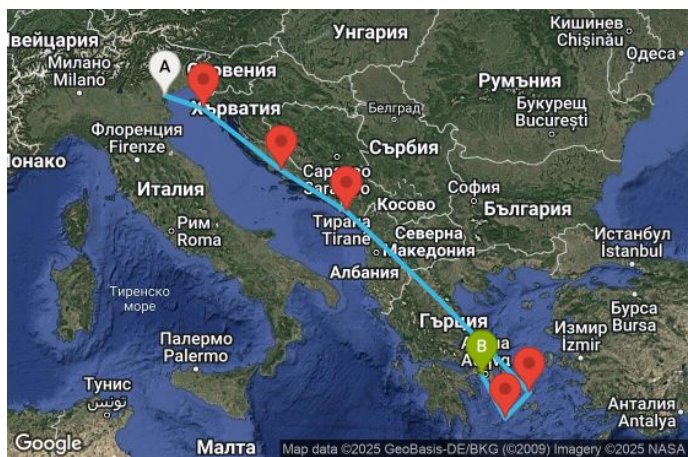 Кишинев
Chișinău
Унгария
Одеса
Швейцария
Милано
Milano
Словения
Румъния
Хърватия
Белград
Букурещ
București
Флоренция
Firenze
Сърбия
Монако
Италия
Косово
София
България
Рим
Roma
Тирана
Tirane
Северна
Македония
Истанбул
İstanbul
Албания
Тиренско
море
Бурса
Bursa
Гърция
Измир
İzmir
Палермо
Palermo
A
B
Тунис
تونس
Анталия
Antalya
Малта
Google
Map data ©2025 GeoBasis-DE/BKG (©2009) Imagery ©2025 NASA